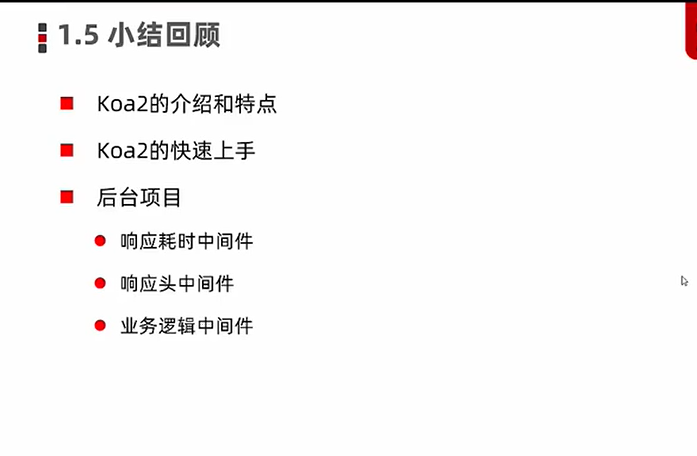 1.5 小结回顾
Koa2的介绍和特点
Koa2的快速上手
后台项目
响应耗时中间件
响应头中间件
业务逻辑中间件